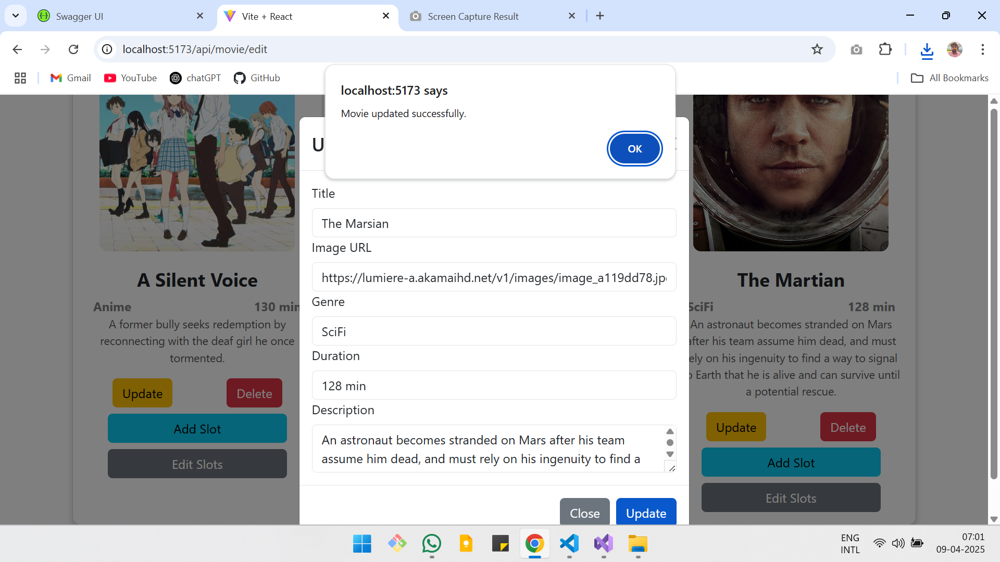 Swagger UI
Vite + React
Screen Capture Result
localhost:5173/api/movie/edit
Gmail
YouTube
chatGPT
GitHub
All Bookmarks
localhost:5173 says
Movie updated successfully.
OK
U
Title
The Marsian
Image URL
https://lumiere-a.akamaihd.net/v1/images/image_a119dd78.jp
Genre
SciFi
Duration
128 min
Description
An astronaut becomes stranded on Mars after his team
assume him dead, and must rely on his ingenuity to find a
Close
Update
A Silent Voice
Anime
130 min
A former bully seeks redemption by
reconnecting with the deaf girl he once
tormented.
Update
Delete
Add Slot
Edit Slots
The Martian
SciFi
128 min
An astronaut becomes stranded on Mars
after his team assume him dead, and must
ely on his ingenuity to find a way to signal
o Earth that he is alive and can survive until
a potential rescue.
Update
Delete
Add Slot
Edit Slots
ENG
INTL
07:01
09-04-2025